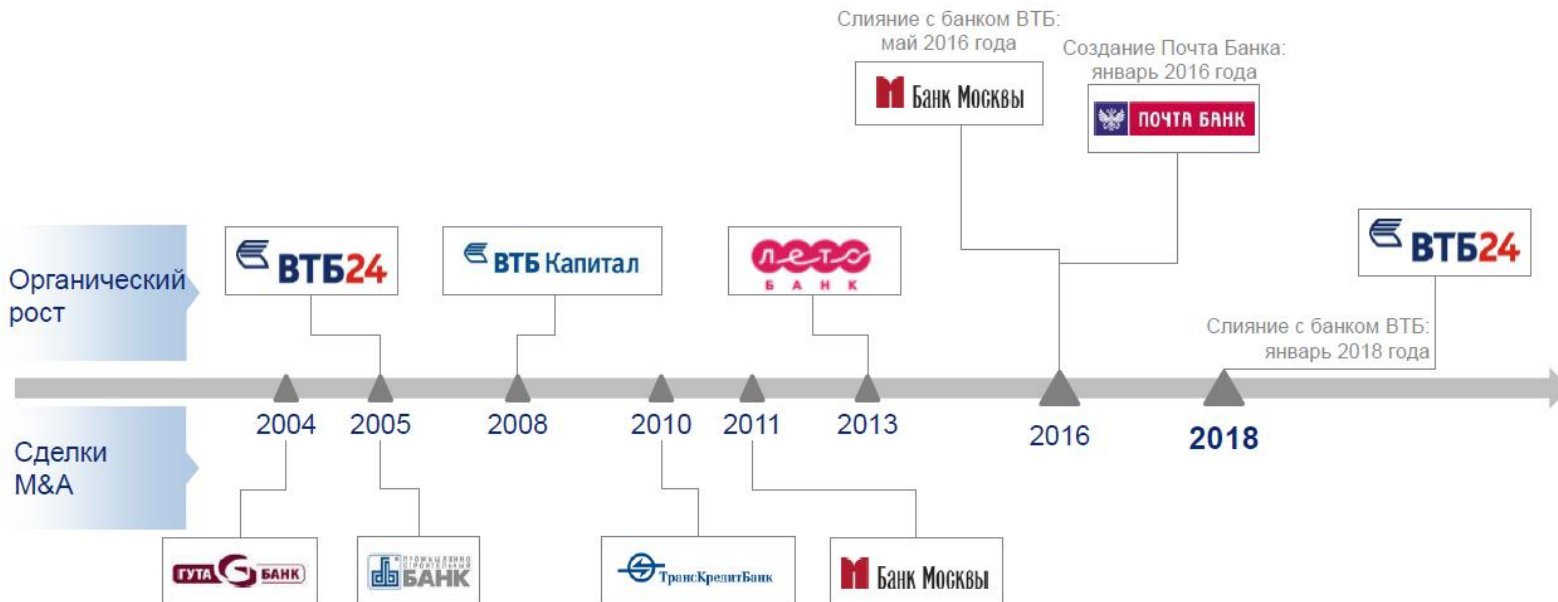 Слияние с банком ВТБ:
май 2016 года
Создание Почта Банка:
январь 2016 года
Банк Москвы
ПОЧТА БАНК
Органический
рост
ВТБ24
ВТБ Капитал
лето
БАНК
ВТБ24
Слияние с банком ВТБ:
январь 2018 года
2004
2005
2008
2010
2011
2013
2016
2018
Сделки
M&A
ГУТА БАНК
ПРОМЫШЛЕННО
СТРОИТЕЛЬНЫЙ
БАНК
ТрансКредитБанк
Банк Москвы